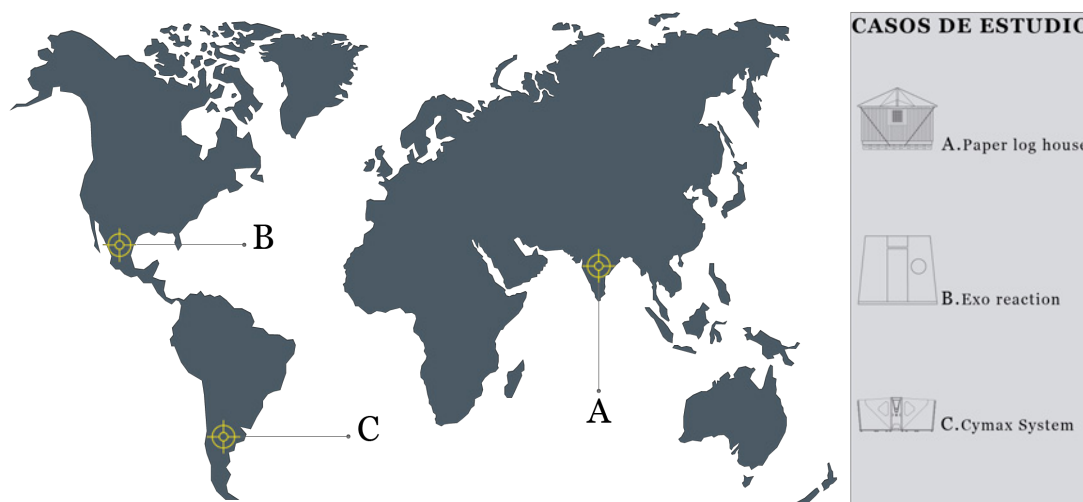 CASOS DE ESTUDIO
A.Paper log house
B
B.Exo reaction
A
C
C.Cymax System